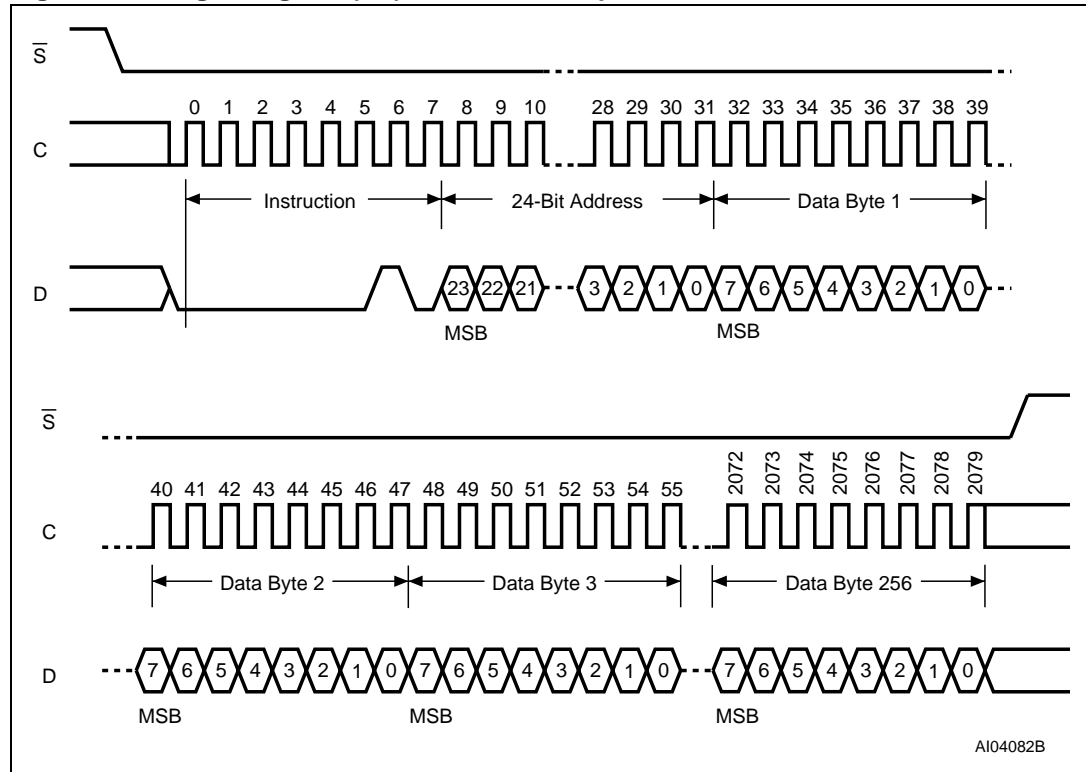 S
0 1 2 3 4 5 6 7 8 9 10 28 29 30 31 32 33 34 35 36 37 38 39
C
Instruction 24-Bit Address Data Byte 1
D 23 22 21 3 2 1 0 7 6 5 4 3 2 1 0
MSB MSB
S
40 41 42 43 44 45 46 47 48 49 50 51 52 53 54 55 2072 2073 2074 2075 2076 2077 2078 2079
C
Data Byte 2 Data Byte 3 Data Byte 256
D 7 6 5 4 3 2 1 0 7 6 5 4 3 2 1 0 7 6 5 4 3 2 1 0
MSB MSB MSB
AI04082B